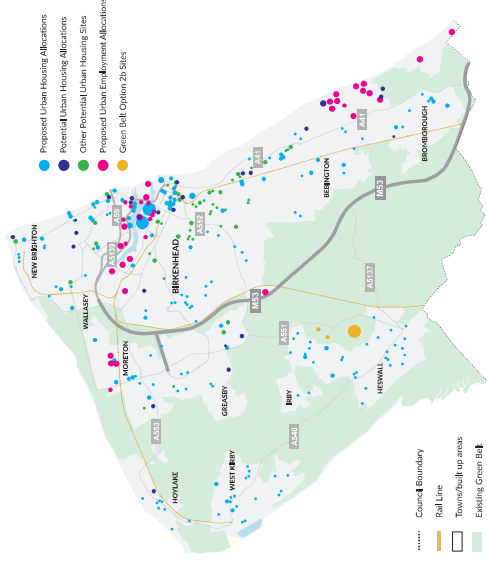 Proposed Urban Housing Allocations
Potential Urban Housing Allocations
Other Potential Urban Housing Sites
Proposed Urban Employment Allocations
Green Belt Option 2b Sites
NEW BRIGHTON
WALLASEY
A59
A5139
BIRKENHEAD
A552
A41
A41
BEBINGTON
BROMBOROUGH
M53
M53
A5137
MORETON
A551
A553
GREASBY
IRBY
HESWALL
A540
HOYLAKE
WEST KIRBY
Council Boundary
Rail Line
Towns/built up areas
Existing Green Belt